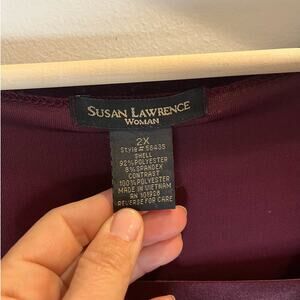 SUSAN LAWRENCE
WOMAN
2X
Style# 56435
SHELL
92% POLYESTER
8% SPANDEX
CONTRAST
100% POLYESTER
MADE IN VIETNAM
RN 101928
REVERSE FOR CARE